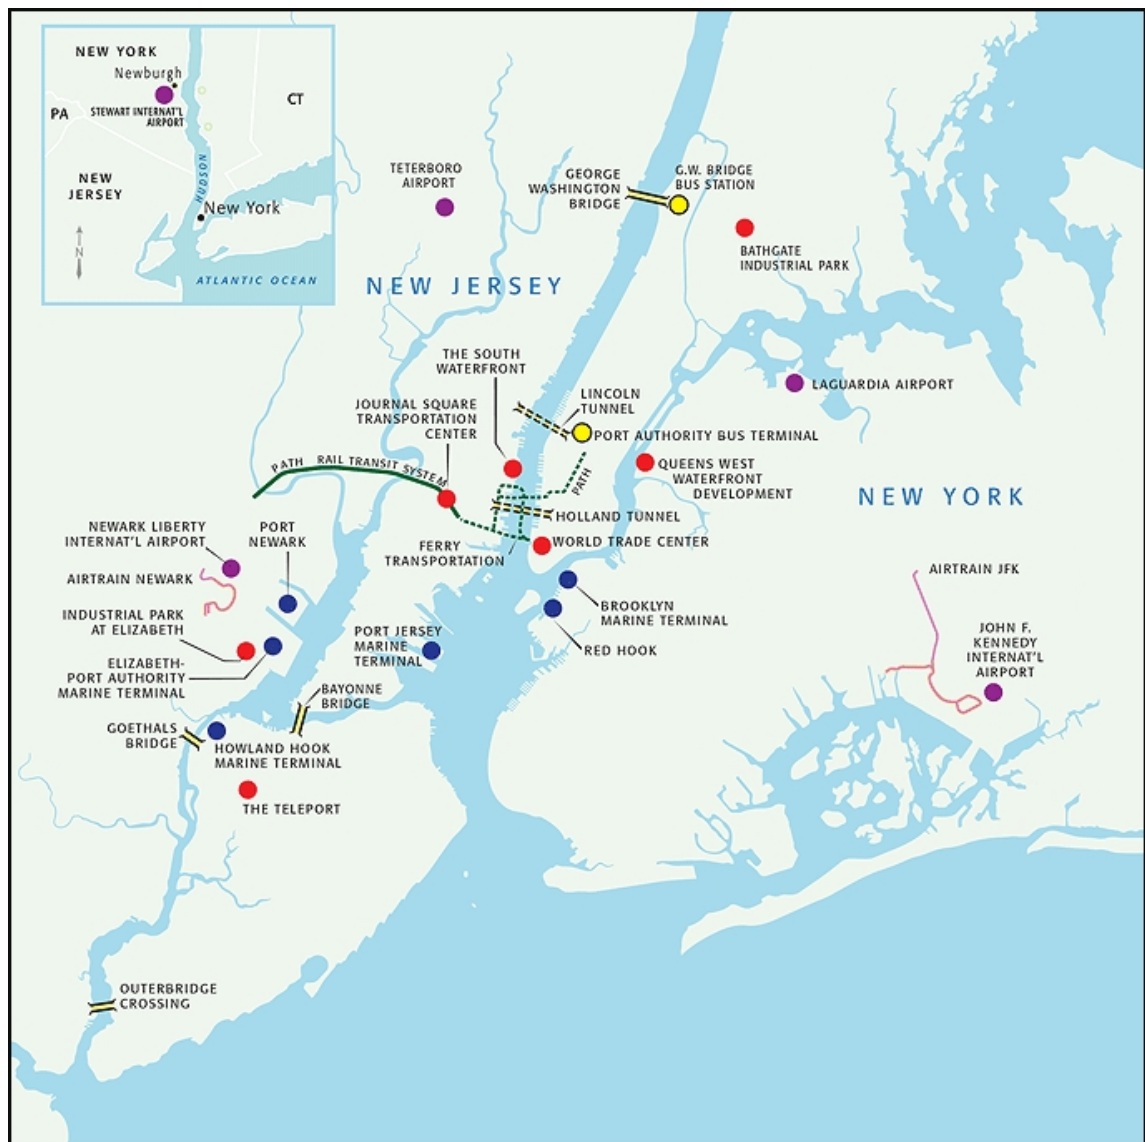 NEW YORK
Newburgh
STEWART INTERNAT'L
AIRPORT
PA
CT
NEW
JERSEY
HUDSON
New York
N
ATLANTIC OCEAN
TETERBORO
AIRPORT
GEORGE
WASHINGTON
BRIDGE
G.W. BRIDGE
BUS STATION
BATHGATE
INDUSTRIAL PARK
NEW JERSEY
THE SOUTH
WATERFRONT
LINCOLN
TUNNEL
LAGUARDIA AIRPORT
JOURNAL SQUARE
TRANSPORTATION
CENTER
PORT AUTHORITY BUS TERMINAL
PATH RAIL TRANSIT SYSTEM
PATH
QUEENS WEST
WATERFRONT
DEVELOPMENT
NEW YORK
HOLLAND TUNNEL
NEWARK LIBERTY
INTERNAT'L AIRPORT
PORT
NEWARK
FERRY
TRANSPORTATION
WORLD TRADE CENTER
AIRTRAIN NEWARK
AIRTRAIN JFK
INDUSTRIAL PARK
AT ELIZABETH
BROOKLYN
MARINE TERMINAL
PORT JERSEY
MARINE
TERMINAL
RED HOOK
JOHN F.
KENNEDY
INTERNAT'L
AIRPORT
ELIZABETH-
PORT AUTHORITY
MARINE TERMINAL
BAYONNE
BRIDGE
GOETHALS
BRIDGE
HOWLAND HOOK
MARINE TERMINAL
THE TELEPORT
OUTERBRIDGE
CROSSING